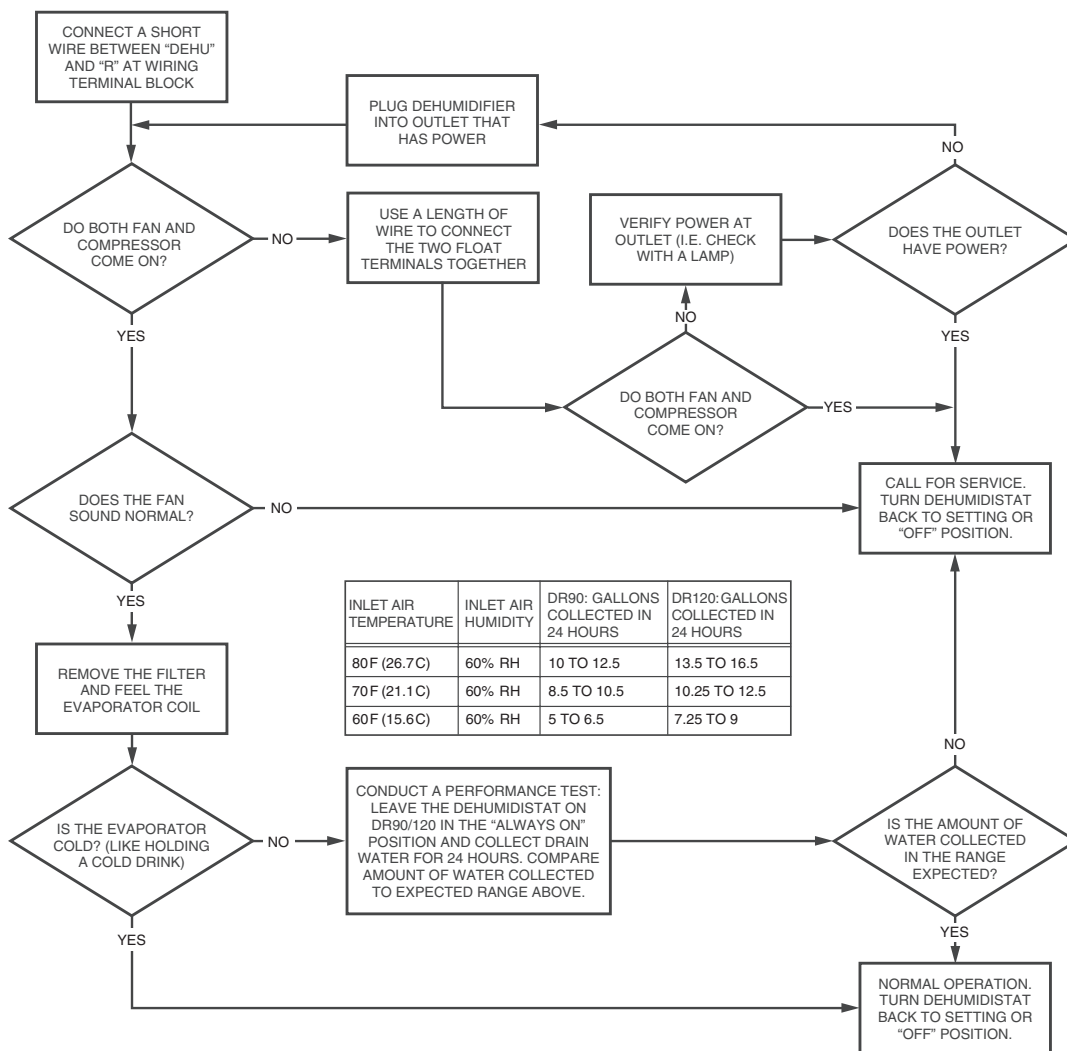 CONNECT A SHORT
WIRE BETWEEN “DEHU”
AND “R” AT WIRING
TERMINAL BLOCK
PLUG DEHUMIDIFIER
INTO OUTLET THAT
HAS POWER
NO
DO BOTH FAN AND
COMPRESSOR
COME ON?
NO
USE A LENGTH OF
WIRE TO CONNECT
THE TWO FLOAT
TERMINALS TOGETHER
VERIFY POWER AT
OUTLET (I.E. CHECK
WITH A LAMP)
DOES THE OUTLET
HAVE POWER?
YES
NO
YES
DO BOTH FAN AND
COMPRESSOR
COME ON?
YES
DOES THE FAN
SOUND NORMAL?
NO
CALL FOR SERVICE.
TURN DEHUMIDISTAT
BACK TO SETTING OR
“OFF” POSITION.
YES
INLET AIR
TEMPERATURE
INLET AIR
HUMIDITY
DR90: GALLONS
COLLECTED IN
24 HOURS
DR120: GALLONS
COLLECTED IN
24 HOURS
80F (26.7C) 60% RH 10 TO 12.5 13.5 TO 16.5
70F (21.1C) 60% RH 8.5 TO 10.5 10.25 TO 12.5
60F (15.6C) 60% RH 5 TO 6.5 7.25 TO 9
REMOVE THE FILTER
AND FEEL THE
EVAPORATOR COIL
NO
IS THE EVAPORATOR
COLD? (LIKE HOLDING
A COLD DRINK)
NO
CONDUCT A PERFORMANCE TEST:
LEAVE THE DEHUMIDISTAT ON
DR90/120 IN THE “ALWAYS ON”
POSITION AND COLLECT DRAIN
WATER FOR 24 HOURS. COMPARE
AMOUNT OF WATER COLLECTED
TO EXPECTED RANGE ABOVE.
IS THE AMOUNT OF
WATER COLLECTED
IN THE RANGE
EXPECTED?
YES
YES
NORMAL OPERATION.
TURN DEHUMIDISTAT
BACK TO SETTING OR
“OFF” POSITION.